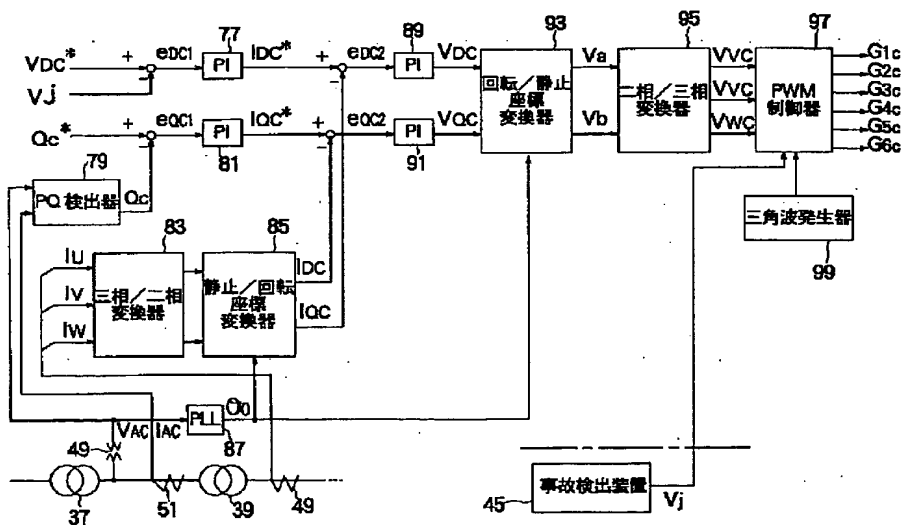 93
95
97
77
89
VDC*
+
eDC1
PI
IDC*
+
eDC2
PI
VDC
回転/静止
座標
変換器
Va
二相/三相
変換器
VVC
PWM
制御器
G1c
G2c
G3c
G4c
G5c
G6c
Vj
-
-
VVC
Qc*
+
eQC1
PI
IQC*
+
eQC2
PI
VQC
Vb
VWC
-
-
79
81
91
PQ 検出器
Qc
三角波発生器
99
83
85
IU
IV
IW
三相/二相
変換器
静止/回転
座標
変換器
IDC
IQC
PLL
87
VAC
IAC
49
37
51
39
49
45
事故検出装置
Vj